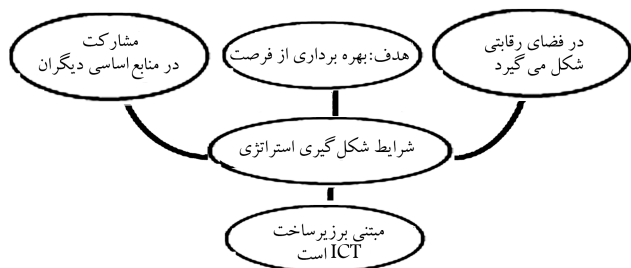 در فضای رقابتی
شکل می گیرد
هدف:بهره برداری از فرصت
مشارکت
در منابع اساسی دیگران
شرایط شکل گیری استراتژی
مبتنی برزیرساخت
ICT است